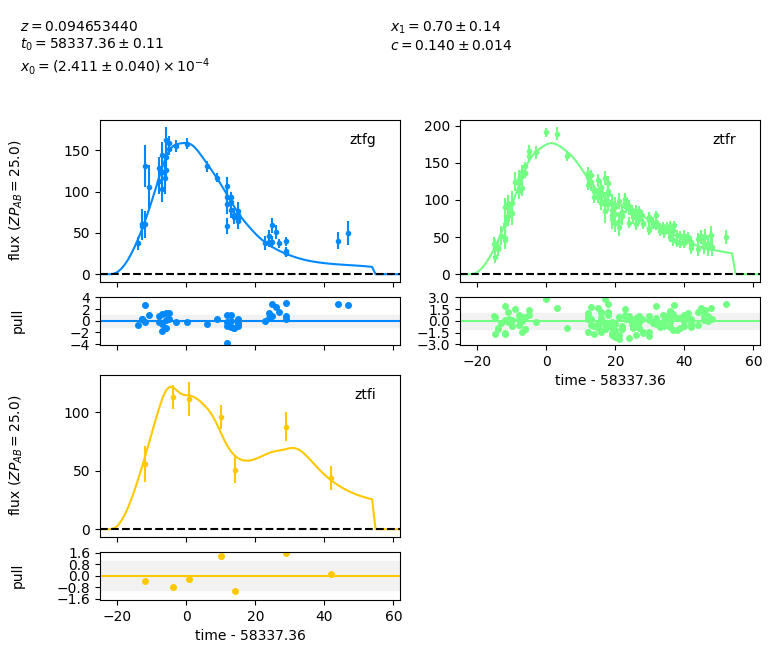 z = 0.094653440
t₀ = 58337.36 ± 0.11
x₀ = (2.411 ± 0.040) × 10⁻⁴
x₁ = 0.70 ± 0.14
c = 0.140 ± 0.014
flux (ZP_AB = 25.0)
150
100
50
0
ztfg
200
150
100
50
0
ztfr
pull
4
2
0
−2
−4
3.0
1.5
0.0
−1.5
−3.0
−20 0 20 40 60
time - 58337.36
flux (ZP_AB = 25.0)
100
50
0
ztfi
pull
1.6
0.8
0.0
−0.8
−1.6
−20 0 20 40 60
time - 58337.36